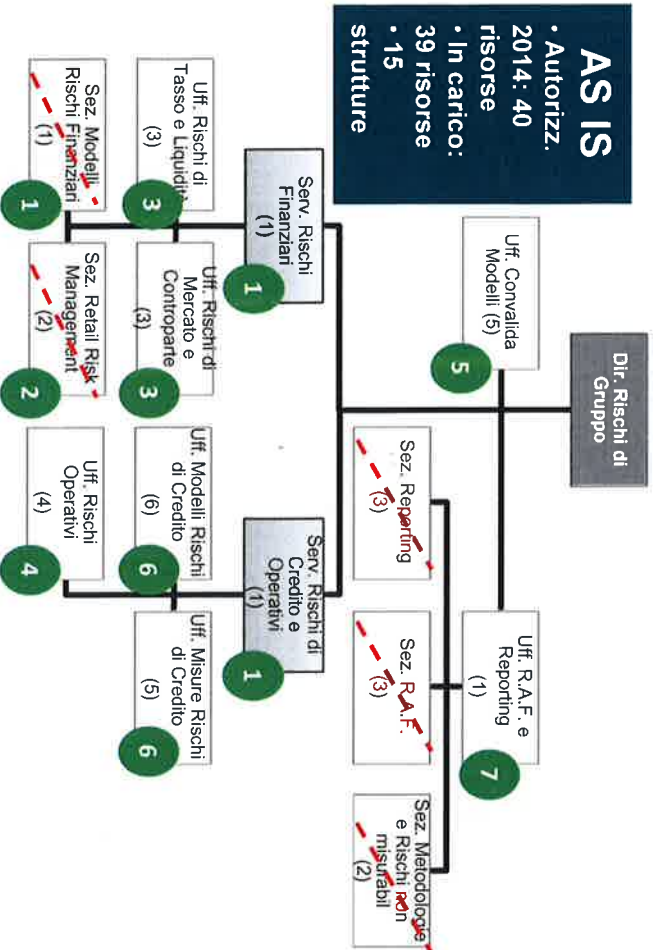 AS IS
• Autorizz.
2014: 40
risorse
• In carico:
39 risorse
• 15
strutture
Dir. Rischi di
Gruppo
Uff. Convalida
Modelli (5)
5
Uff. R.A.F. e
Reporting
(1)
7
Sez. Reporting
(3)
Sez. R.A.F.
(3)
Sez. Metodologie
e Rischi non
misurabil
(2)
Serv. Rischi
Finanziari
(1)
1
Serv. Rischi di
Credito e
Operativi
(1)
1
Uff. Rischi di
Tasso e Liquidit
(3)
3
Uff. Rischi di
Mercato e
Controparte
(3)
3
Uff. Modelli Rischi
di Credito
(6)
6
Uff. Misure Rischi
di Credito
(5)
6
Sez. Modelli
Rischi Finanziari
(1)
1
Sez. Retail Risk
Management
(2)
2
Uff. Rischi
Operativi
(4)
4